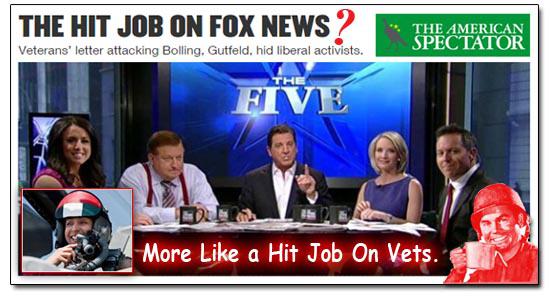 THE HIT JOB ON FOX NEWS?
THE AMERICAN
SPECTATOR
Veterans' letter attacking Bolling, Gutfeld, hid liberal activists.
THE
FIVE
More Like a Hit Job On Vets.